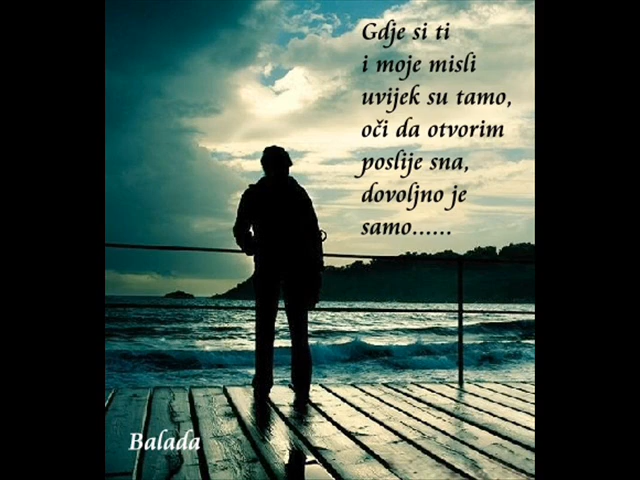 Gdje si ti
i moje misli
uvijek su tamo,
oči da otvorim
poslije sna,
dovoljno je
samo......
Balada